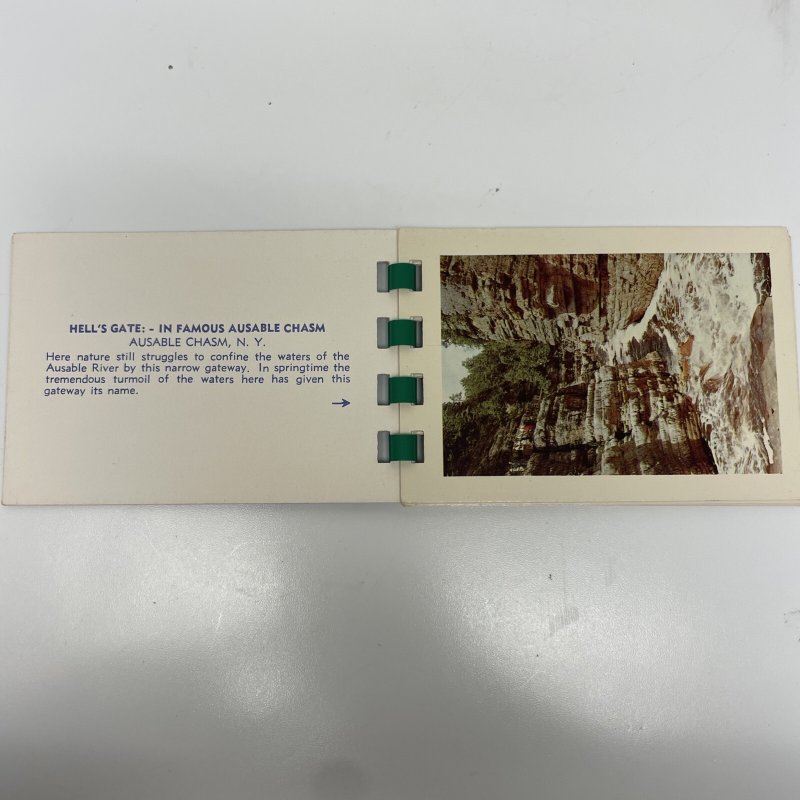 HELL'S GATE: - IN FAMOUS AUSABLE CHASM
AUSABLE CHASM, N. Y.
Here nature still struggles to confine the waters of the
Ausable River by this narrow gateway. In springtime the
tremendous turmoil of the waters here has given this
gateway its name.